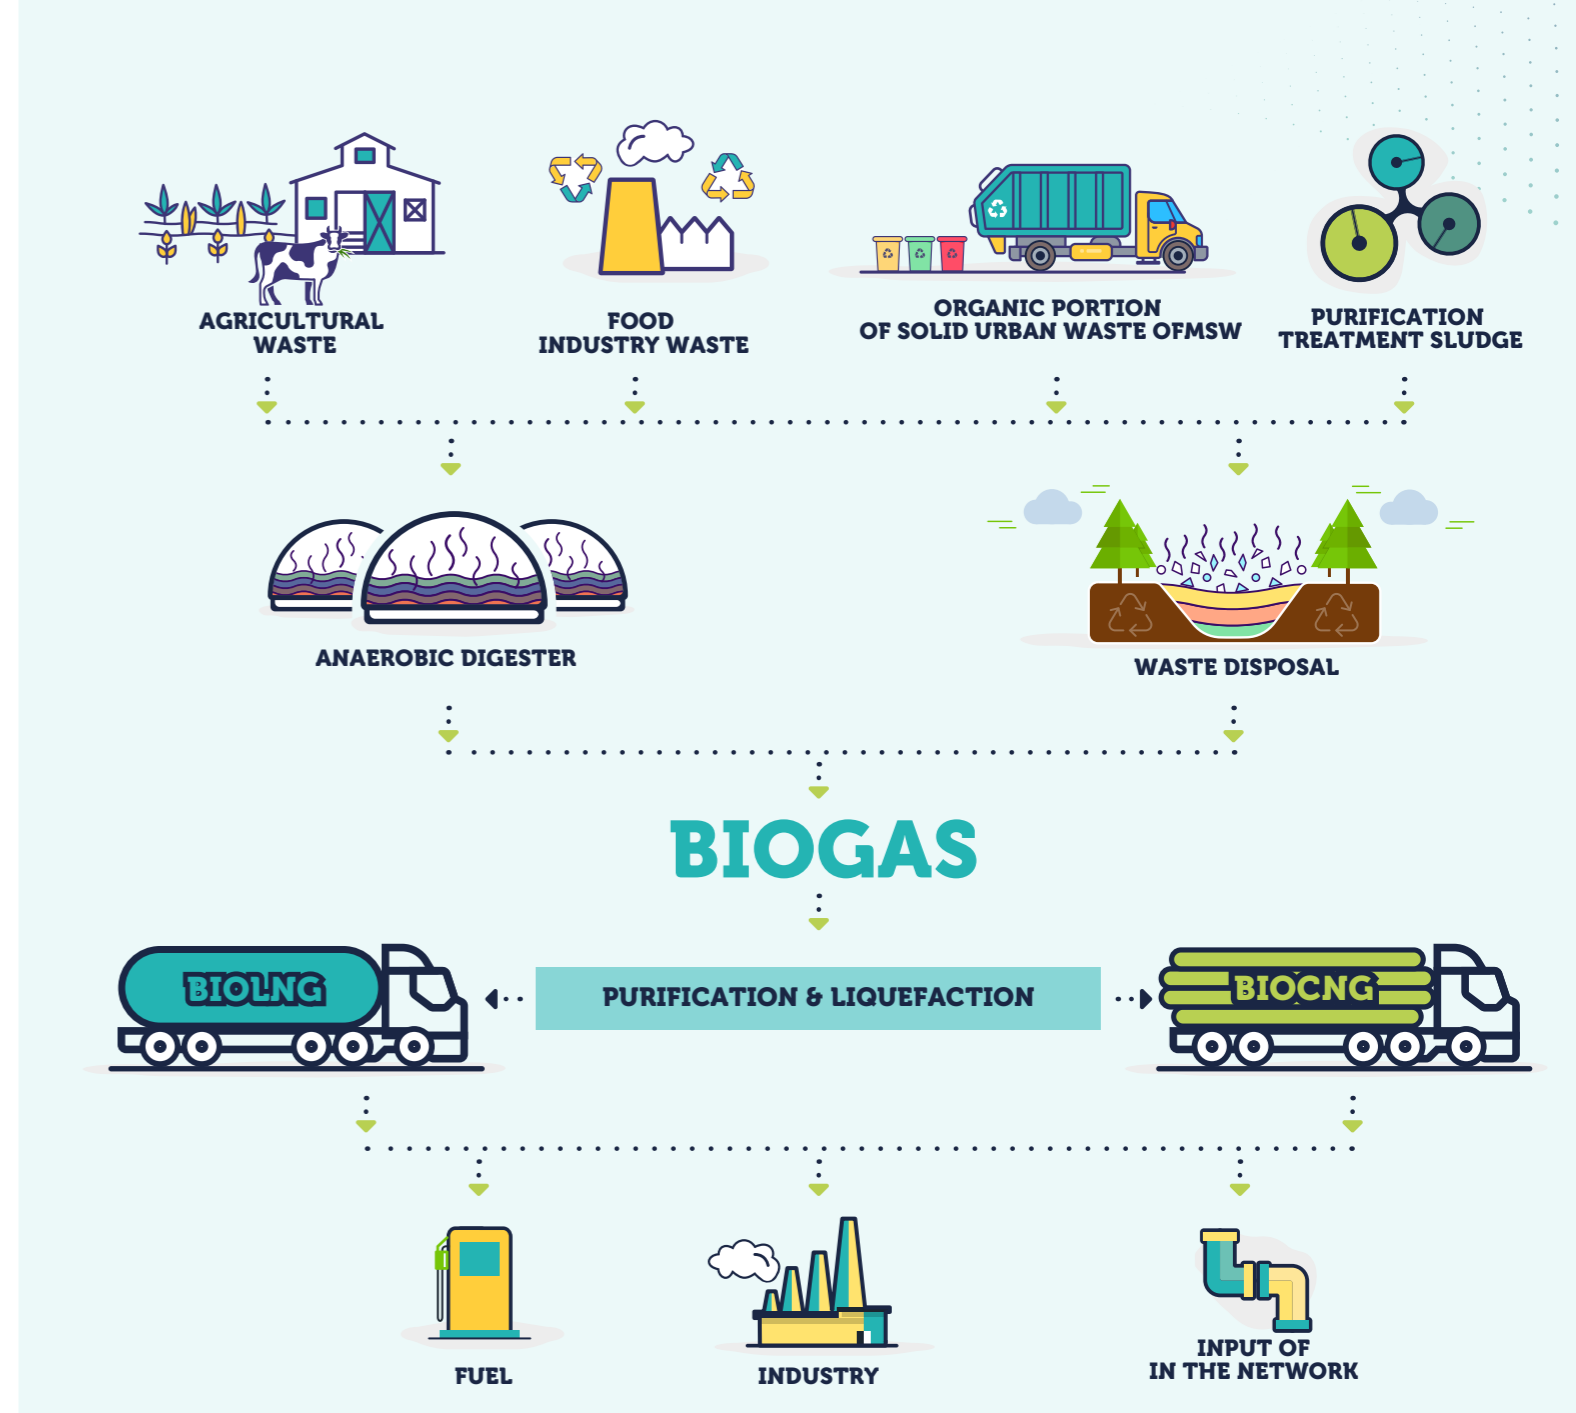 AGRICULTURAL
WASTE
FOOD
INDUSTRY WASTE
ORGANIC PORTION
OF SOLID URBAN WASTE OFMSW
PURIFICATION
TREATMENT SLUDGE
ANAEROBIC DIGESTER
WASTE DISPOSAL
BIOGAS
BIOLNG
PURIFICATION & LIQUEFACTION
BIOCNG
FUEL
INDUSTRY
INPUT OF
IN THE NETWORK